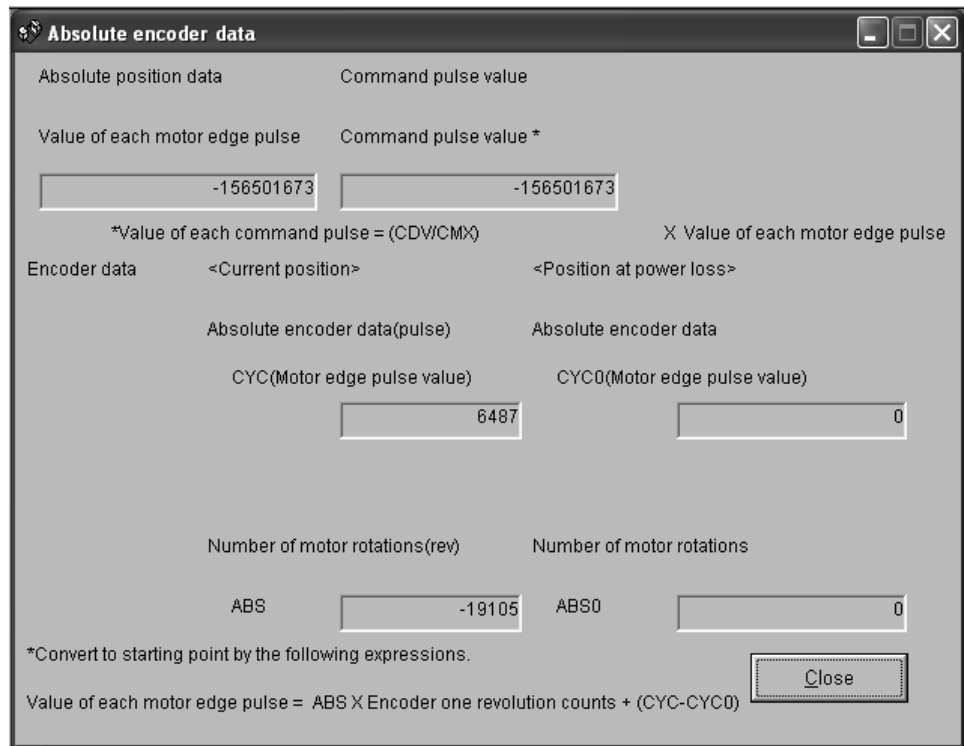 Absolute encoder data
Absolute position data Command pulse value
Value of each motor edge pulse Command pulse value *
-156501673 -156501673
*Value of each command pulse = (CDV/CMX) X Value of each motor edge pulse
Encoder data <Current position> <Position at power loss>
Absolute encoder data(pulse) Absolute encoder data
CYC(Motor edge pulse value) CYC0(Motor edge pulse value)
6487 0
Number of motor rotations(rev) Number of motor rotations
ABS -19105 ABS0 0
*Convert to starting point by the following expressions.
Close
Value of each motor edge pulse = ABS X Encoder one revolution counts + (CYC-CYC0)